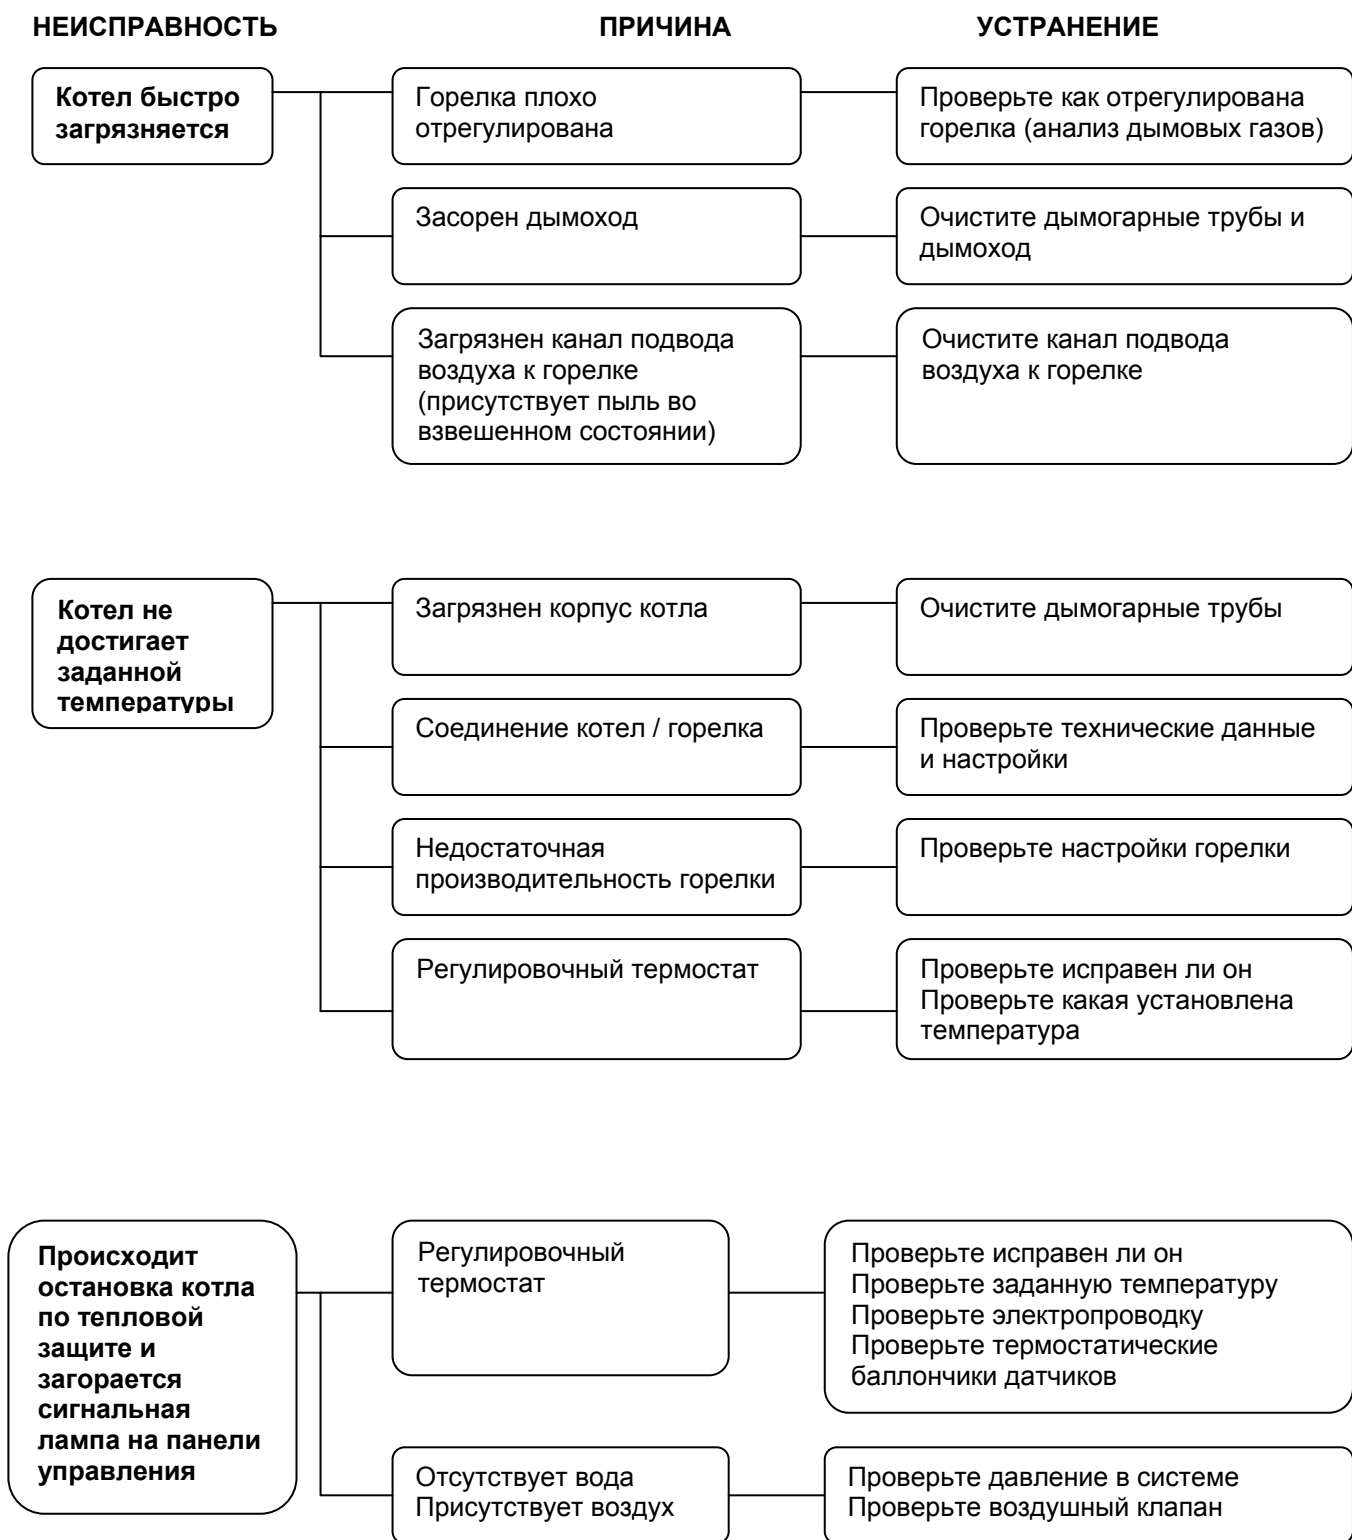 НЕИСПРАВНОСТЬ ПРИЧИНА УСТРАНЕНИЕ
Котел быстро
загрязняется
Горелка плохо
отрегулирована
Проверьте как отрегулирована
горелка (анализ дымовых газов)
Засорен дымоход
Очистите дымогарные трубы и
дымоход
Загрязнен канал подвода
воздуха к горелке
(присутствует пыль во
взвешенном состоянии)
Очистите канал подвода
воздуха к горелке
Котел не
достигает
заданной
температуры
Загрязнен корпус котла
Очистите дымогарные трубы
Соединение котел / горелка
Проверьте технические данные
и настройки
Недостаточная
производительность горелки
Проверьте настройки горелки
Регулировочный термостат
Проверьте исправен ли он
Проверьте какая установлена
температура
Происходит
остановка котла
по тепловой
защите и
загорается
сигнальная
лампа на панели
управления
Регулировочный
термостат
Проверьте исправен ли он
Проверьте заданную температуру
Проверьте электропроводку
Проверьте термостатические
баллончики датчиков
Отсутствует вода
Присутствует воздух
Проверьте давление в системе
Проверьте воздушный клапан